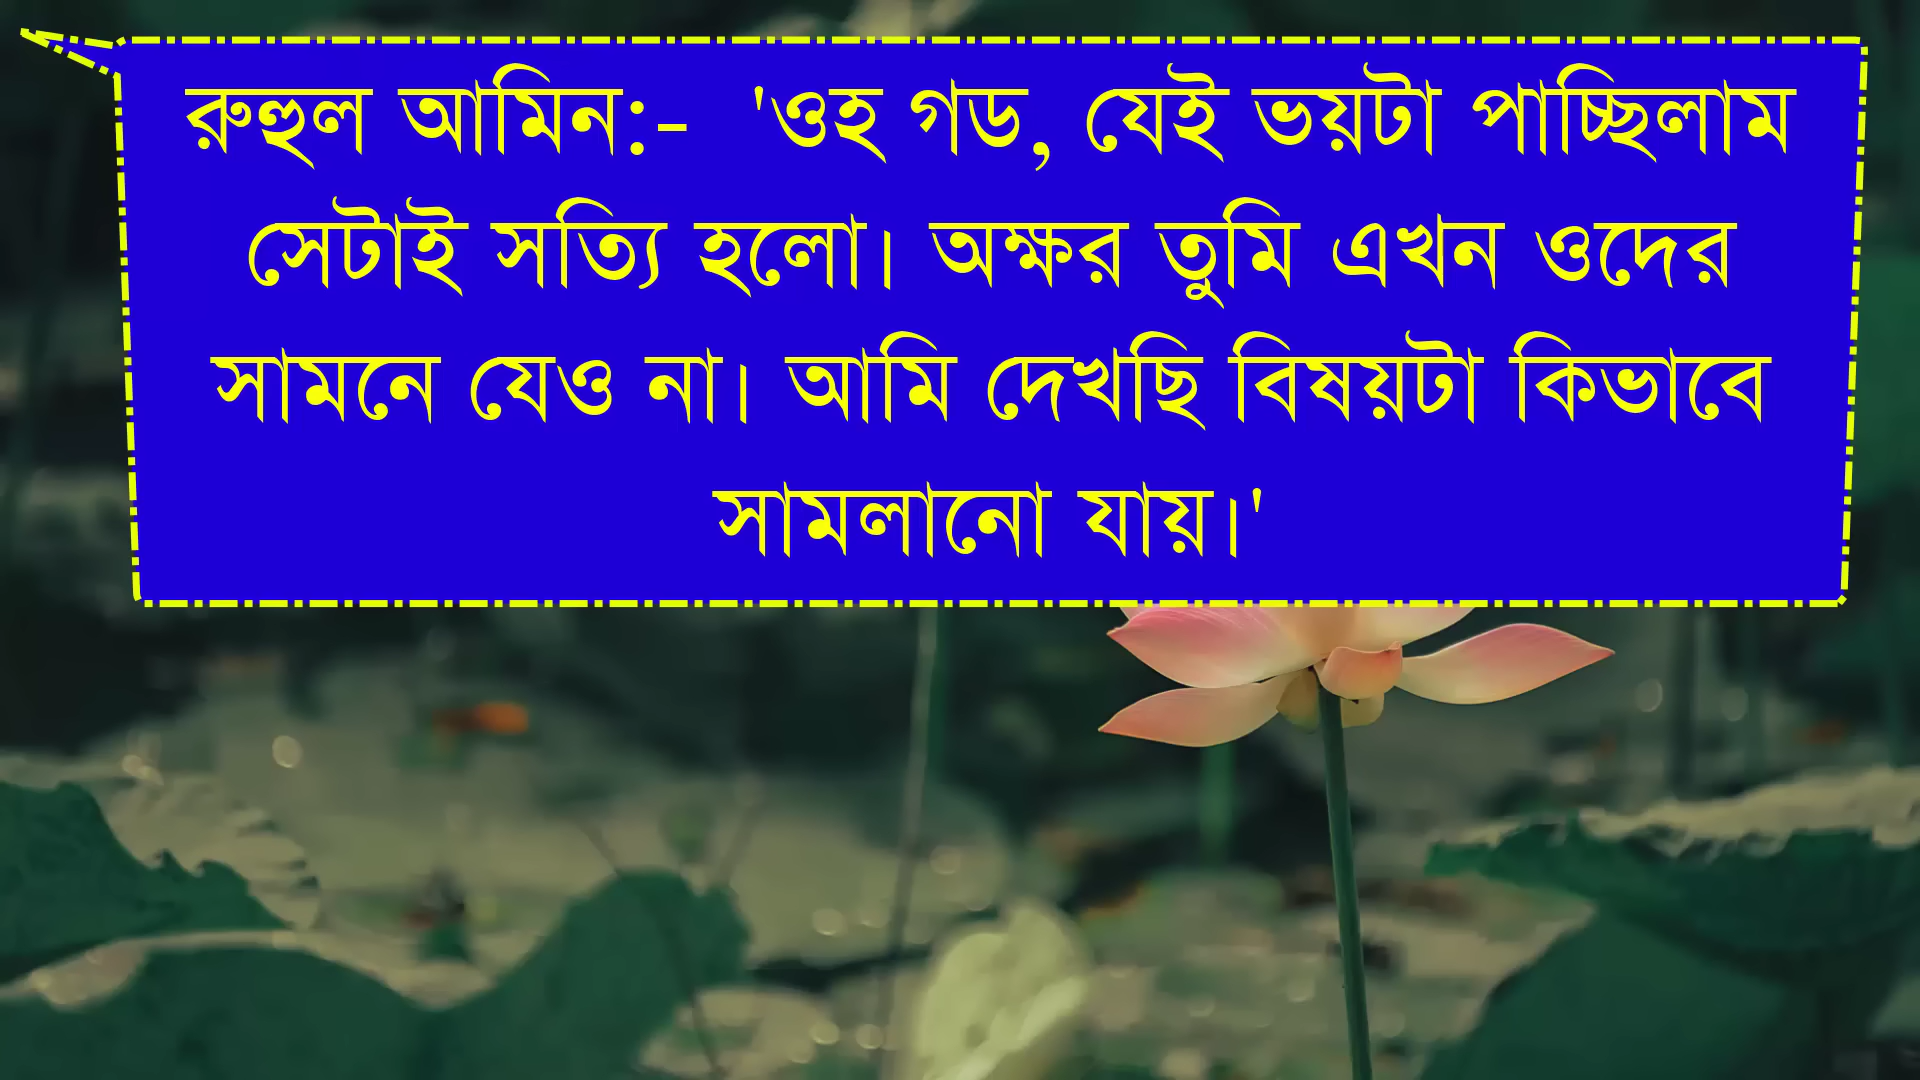 রুহুল আমিন:- 'ওহ গড, যেই ভয়টা পাচ্ছিলাম
সেটাই সত্যি হলো। অক্ষর তুমি এখন ওদের
সামনে যেও না। আমি দেখছি বিষয়টা কিভাবে
সামলানো যায়।'